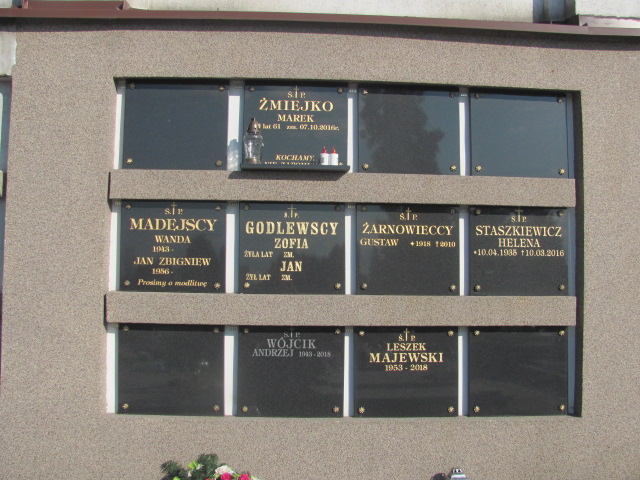 Ś. P.
ŻMIEJKO
MAREK
lat 61 zm. 07.10.2016r.
KOCHAMY,
Ś. P.
MADEJSCY
WANDA
1943 -
JAN ZBIGNIEW
1956 -
Prosimy o modlitwę
Ś. P.
GODLEWSCY
ZOFIA
ŻYŁA LAT ZM.
JAN
ŻYŁ LAT ZM.
Ś. P.
ŻARNOWIECCY
GUSTAW *1918 †2010
Ś. P.
STASZKIEWICZ
HELENA
*10.04.1935 †10.03.2016
Ś. P.
WÓJCIK
ANDRZEJ 1943 - 2018
Ś. P.
LESZEK
MAJEWSKI
1953 - 2018